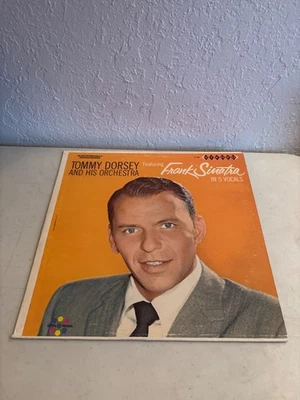 TOMMY DORSEY
AND HIS ORCHESTRA
Featuring
Frank Sinatra
IN 5 VOCALS